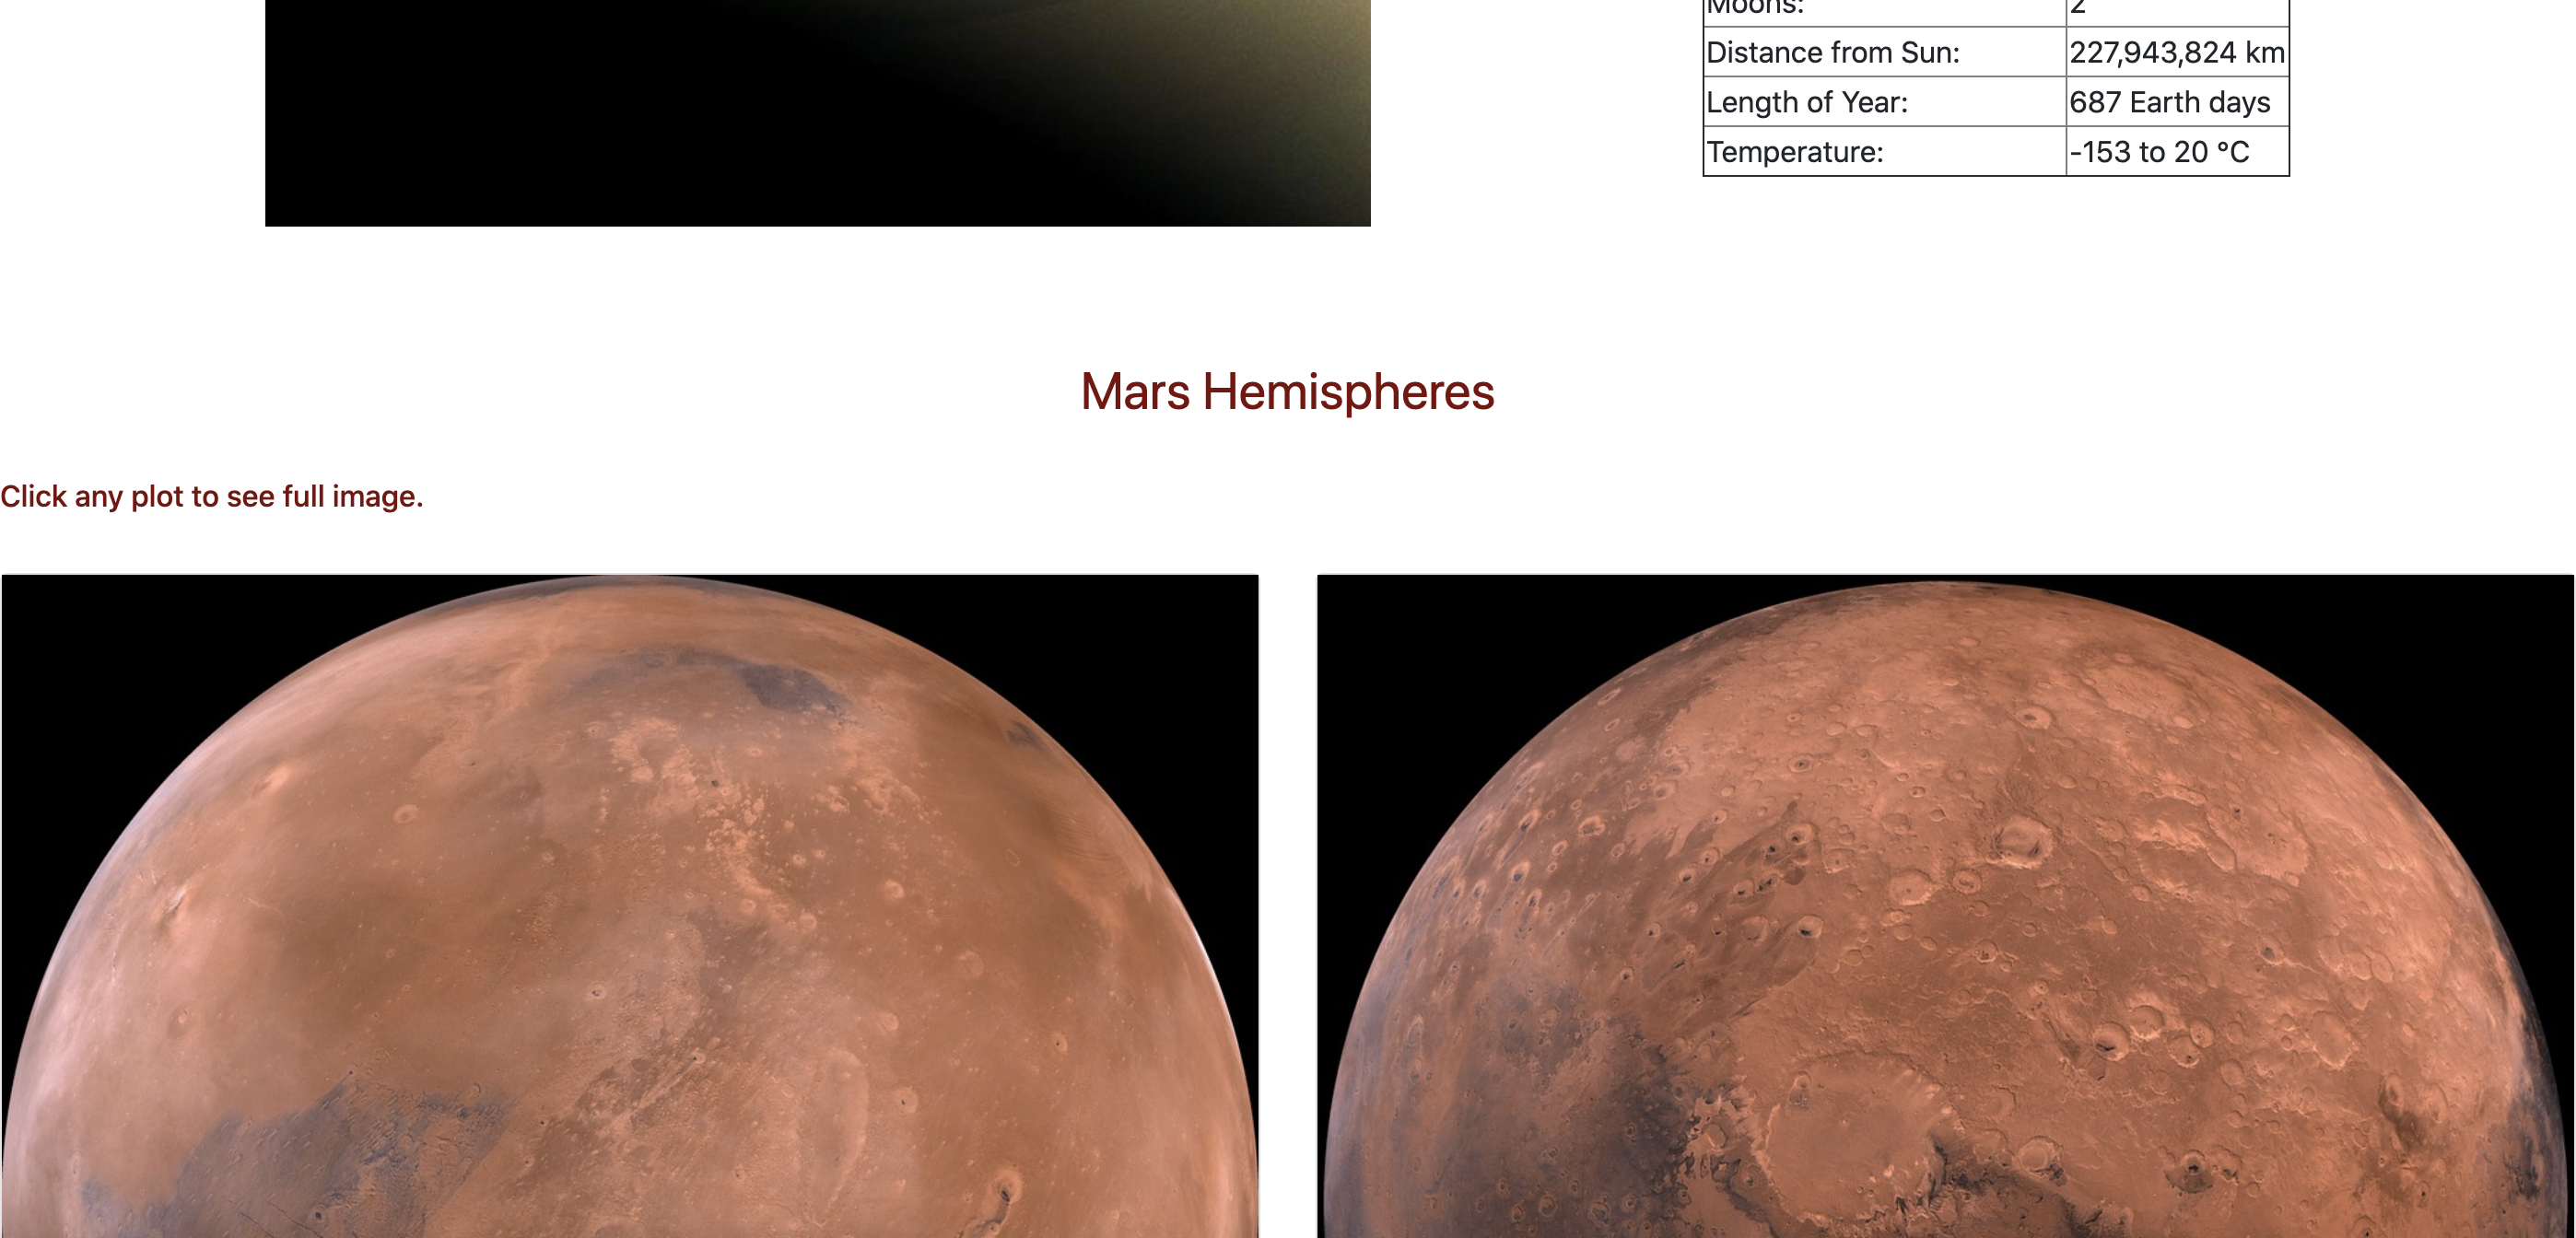 Moons: 2
Distance from Sun: 227,943,824 km
Length of Year: 687 Earth days
Temperature: -153 to 20 °C
Mars Hemispheres
Click any plot to see full image.